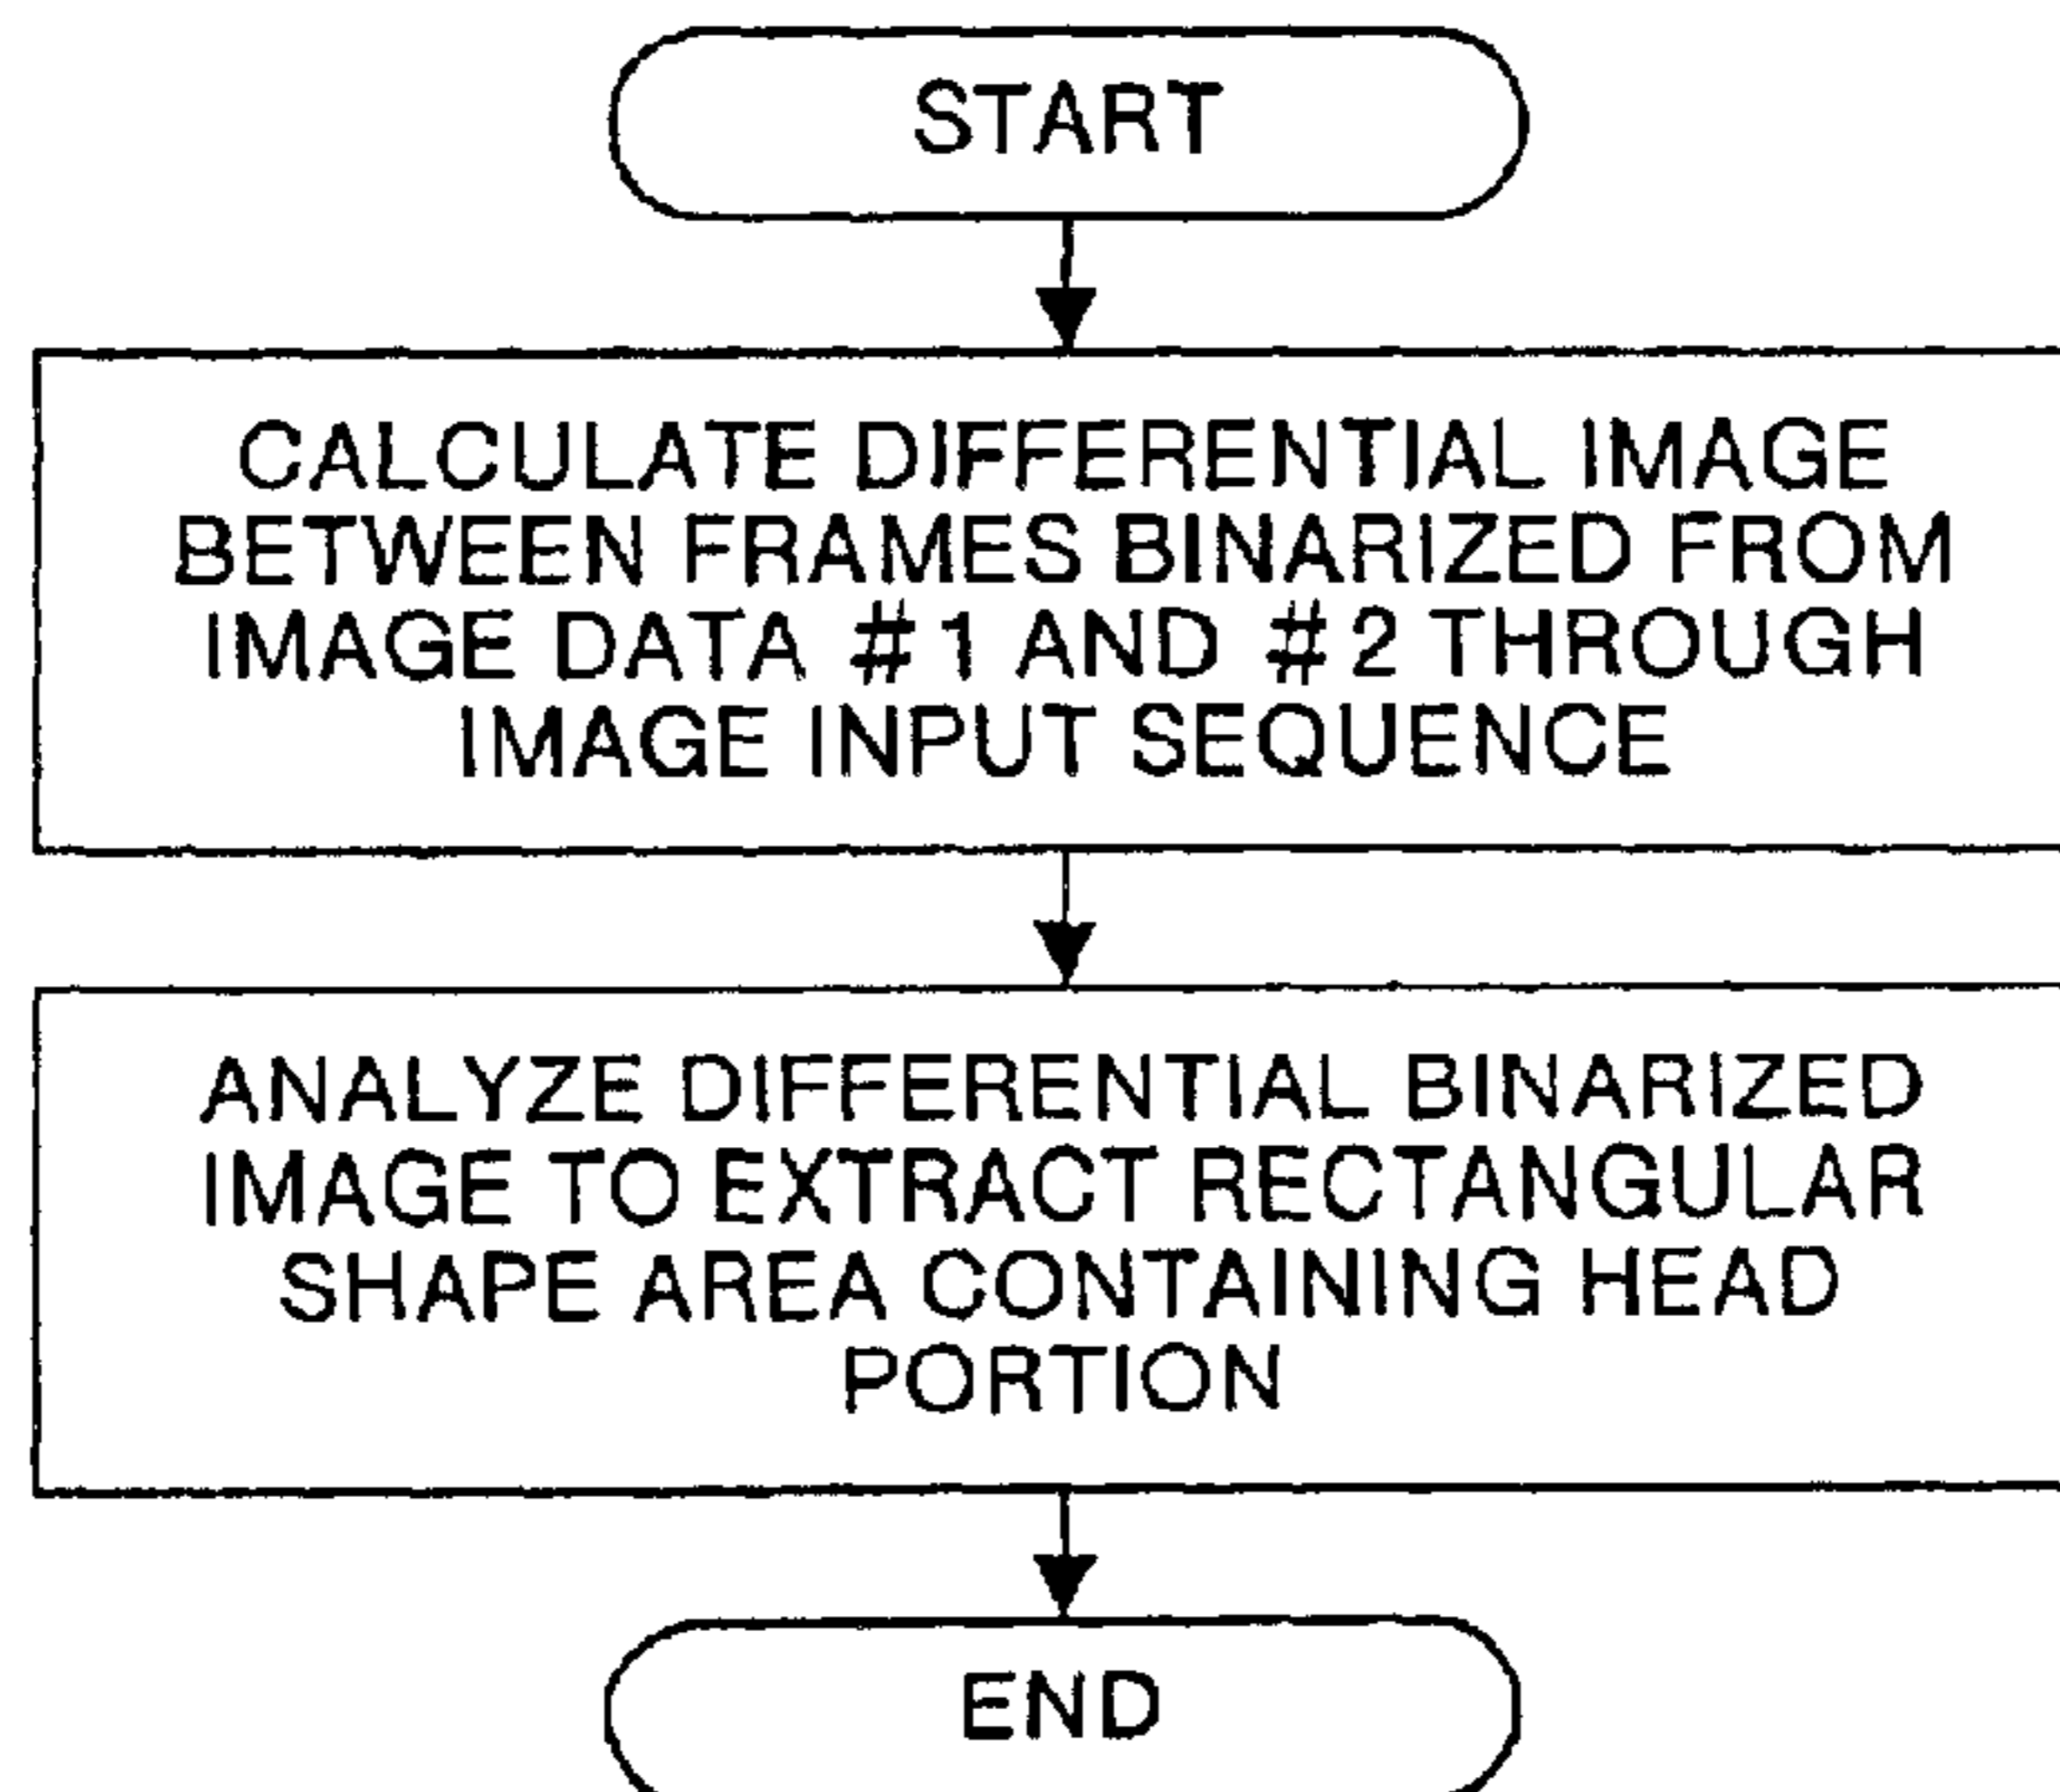 START
CALCULATE DIFFERENTIAL IMAGE
BETWEEN FRAMES BINARIZED FROM
IMAGE DATA #1 AND #2 THROUGH
IMAGE INPUT SEQUENCE
ANALYZE DIFFERENTIAL BINARIZED
IMAGE TO EXTRACT RECTANGULAR
SHAPE AREA CONTAINING HEAD
PORTION
END